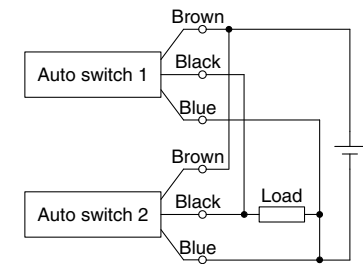 Brown
Auto switch 1
Black
Blue
Brown
Auto switch 2
Black
Load
Blue